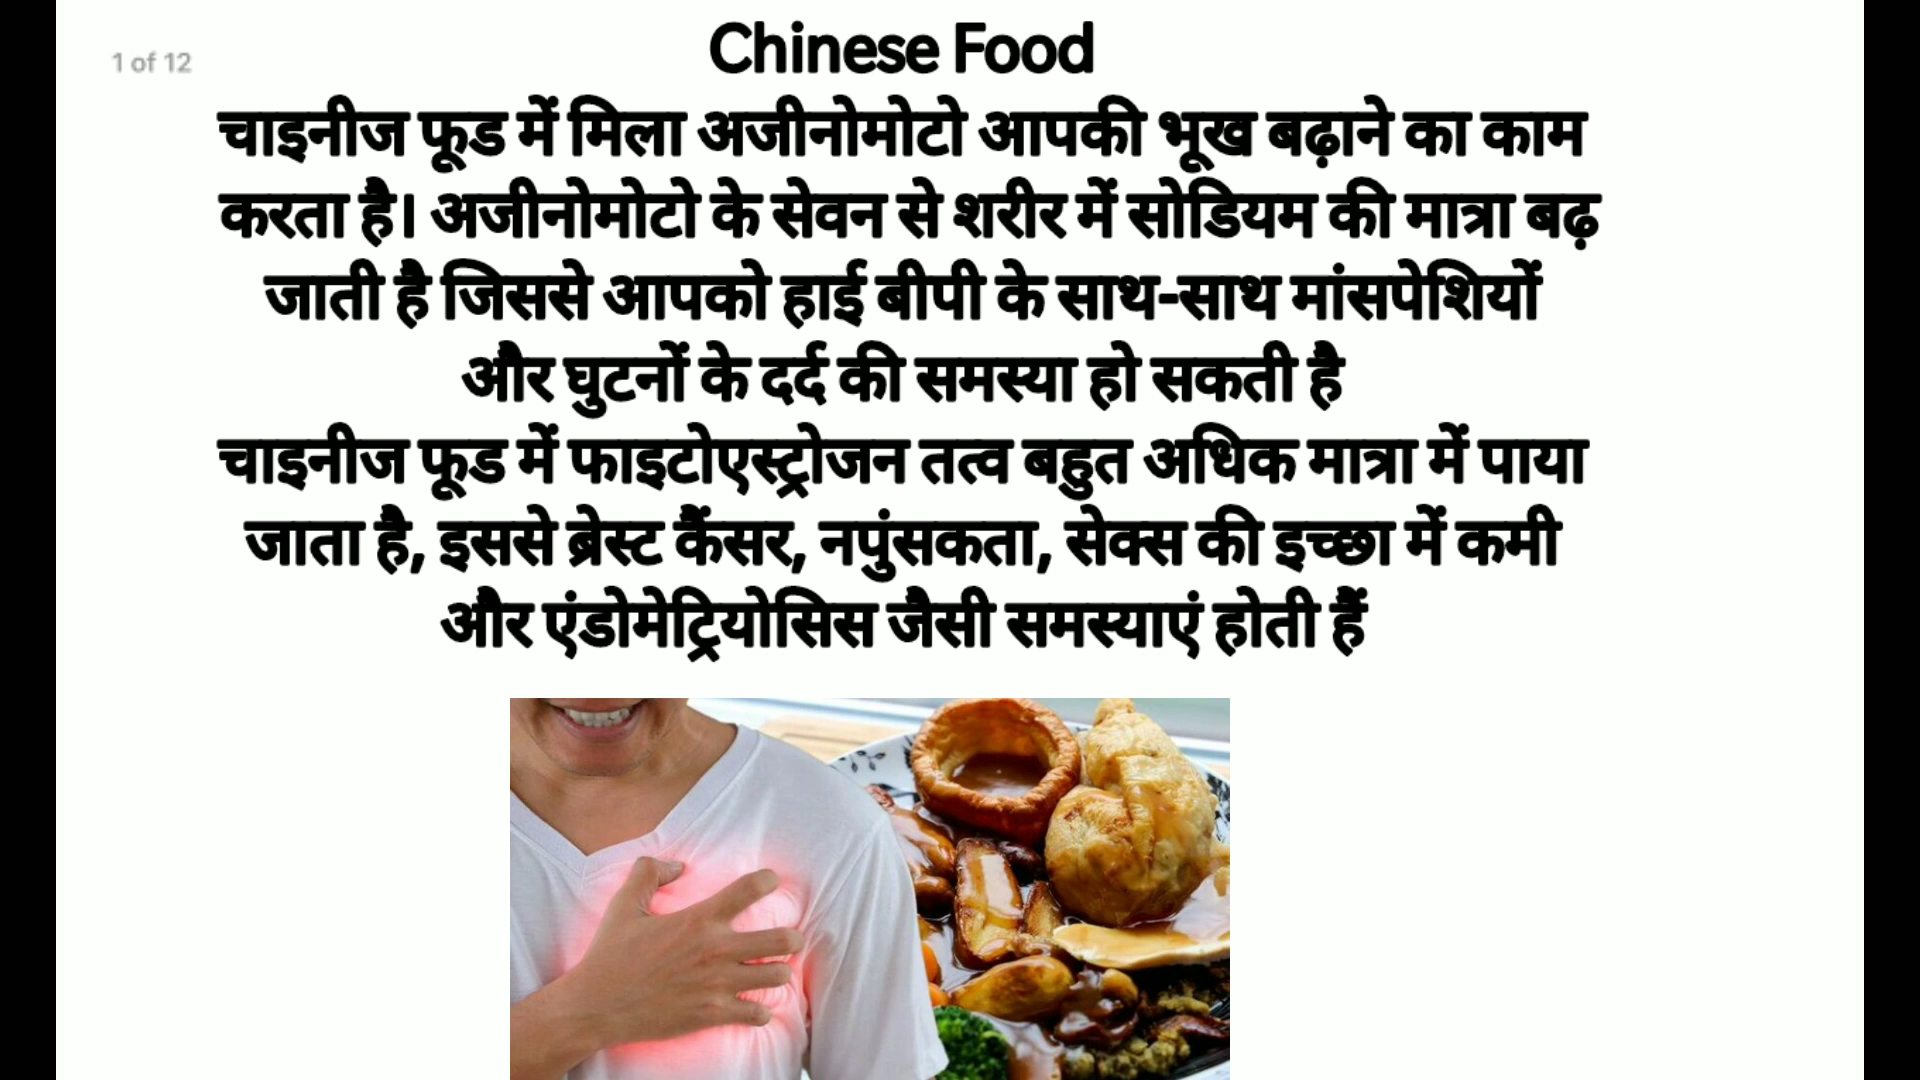 1 of 12
Chinese Food
चाइनीज फूड में मिला अजीनोमोटो आपकी भूख बढ़ाने का काम
करता है। अजीनोमोटो के सेवन से शरीर में सोडियम की मात्रा बढ़
जाती है जिससे आपको हाई बीपी के साथ-साथ मांसपेशियों
और घुटनों के दर्द की समस्या हो सकती है
चाइनीज फूड में फाइटोएस्ट्रोजन तत्व बहुत अधिक मात्रा में पाया
जाता है, इससे ब्रेस्ट कैंसर, नपुंसकता, सेक्स की इच्छा में कमी
और एंडोमेट्रियोसिस जैसी समस्याएं होती हैं